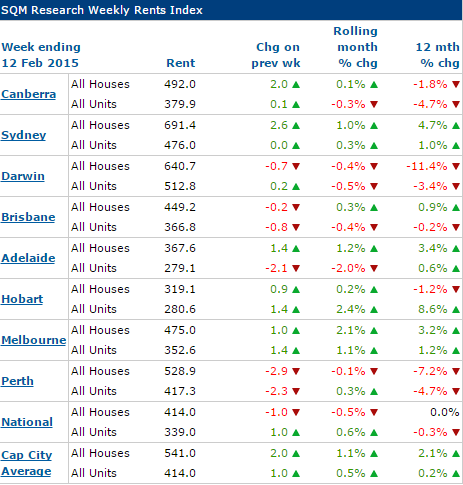 SQM Research Weekly Rents Index
Week ending 12 Feb 2015 Rent Chg on prev wk Rolling month % chg 12 mth % chg
Canberra All Houses 492.0 2.0 ▲ 0.1% ▲ -1.8% ▼
All Units 379.9 0.1 ▲ -0.3% ▼ -4.7% ▼
Sydney All Houses 691.4 2.6 ▲ 1.0% ▲ 4.7% ▲
All Units 476.0 0.0 ▲ 0.3% ▲ 1.0% ▲
Darwin All Houses 640.7 -0.7 ▼ -0.4% ▼ -11.4% ▼
All Units 512.8 0.2 ▲ -0.5% ▼ -3.4% ▼
Brisbane All Houses 449.2 -0.2 ▼ 0.3% ▲ 0.9% ▲
All Units 366.8 -0.8 ▼ -0.4% ▼ -0.2% ▼
Adelaide All Houses 367.6 1.4 ▲ 1.2% ▲ 3.4% ▲
All Units 279.1 -2.1 ▼ -2.0% ▼ 0.6% ▲
Hobart All Houses 319.1 0.9 ▲ 0.2% ▲ -1.2% ▼
All Units 280.6 1.4 ▲ 2.4% ▲ 8.6% ▲
Melbourne All Houses 475.0 1.0 ▲ 2.1% ▲ 3.2% ▲
All Units 352.6 1.4 ▲ 1.1% ▲ 1.2% ▲
Perth All Houses 528.9 -2.9 ▼ -0.1% ▼ -7.2% ▼
All Units 417.3 -2.3 ▼ 0.3% ▲ -4.7% ▼
National All Houses 414.0 -1.0 ▼ -0.5% ▼ 0.0%
All Units 339.0 1.0 ▲ 0.6% ▲ -0.3% ▼
Cap City Average All Houses 541.0 2.0 ▲ 1.1% ▲ 2.1% ▲
All Units 414.0 1.0 ▲ 0.5% ▲ 0.2% ▲